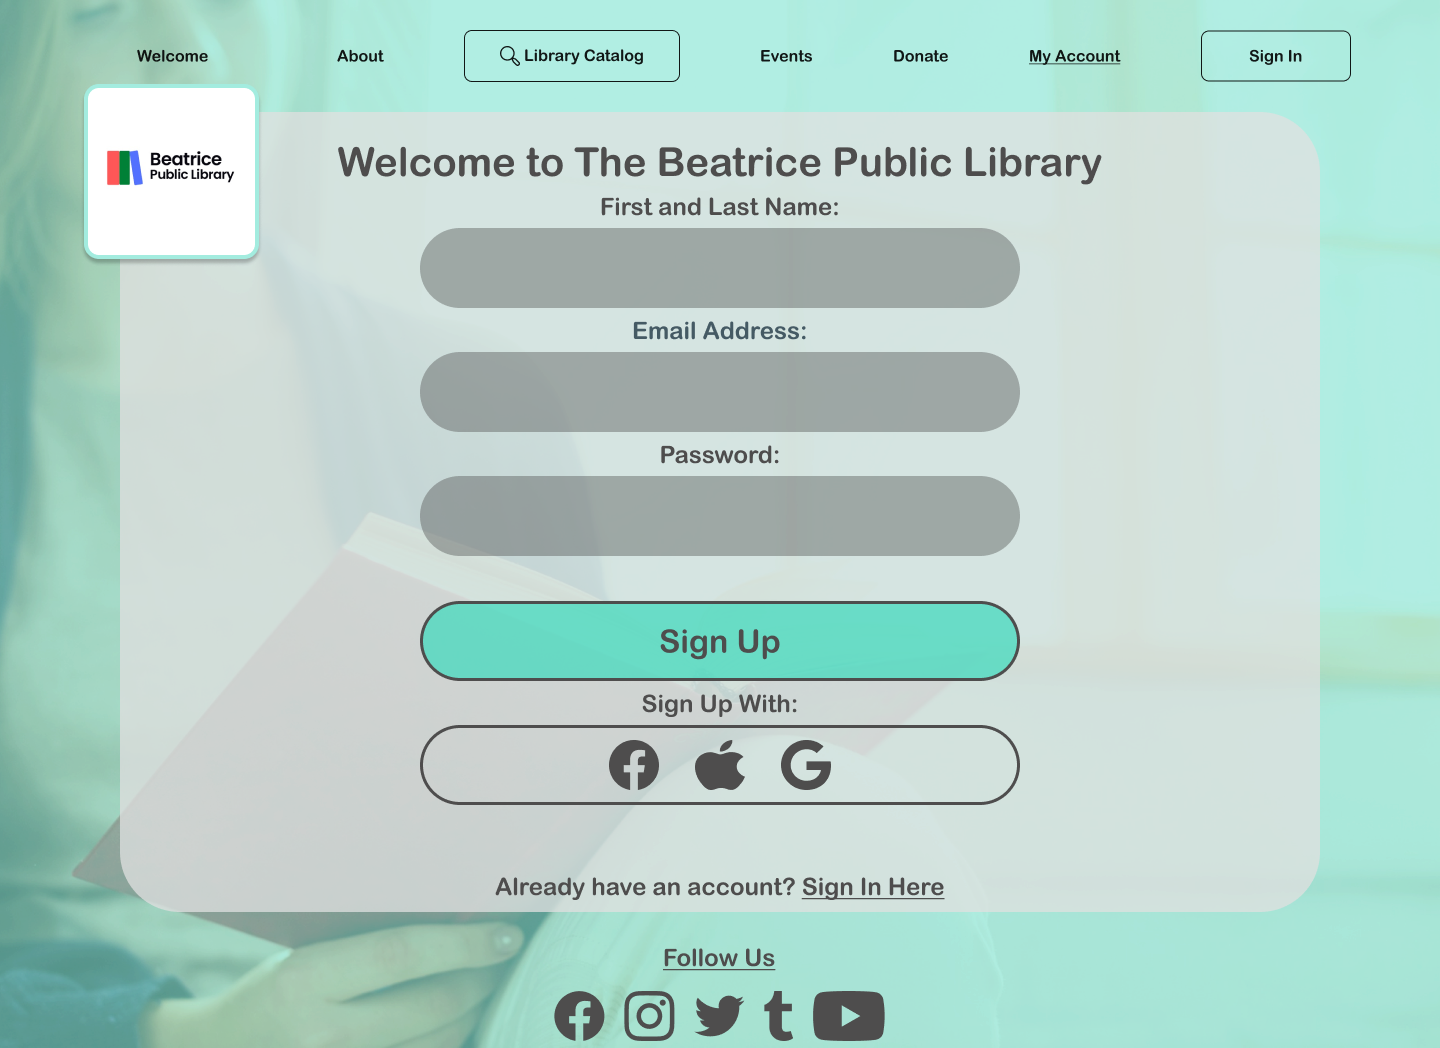 Welcome
About
Library Catalog
Events
Donate
My Account
Sign In
Beatrice
Public Library
Welcome to The Beatrice Public Library
First and Last Name:
Email Address:
Password:
Sign Up
Sign Up With:
Already have an account? Sign In Here
Follow Us